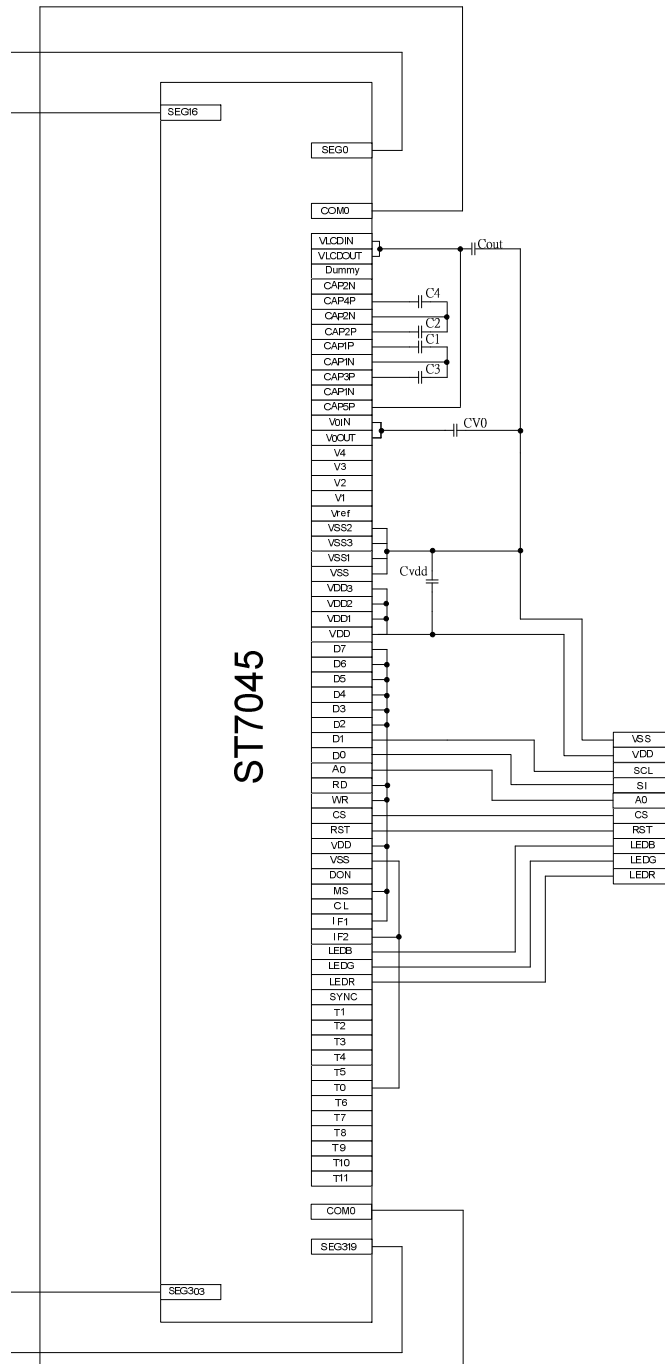 SEG16
SEG0
COM0
VLCDIN
VLCDOUT
Dummy
CAP2N
CAP4P
CAP2N
CAP2P
CAP1P
CAP1N
CAP3P
CAP1N
CAP5P
V0IN
V0OUT
V4
V3
V2
V1
Vref
VSS2
VSS3
VSS1
VSS
VDD3
VDD2
VDD1
VDD
D7
D6
D5
D4
D3
D2
D1
D0
A0
RD
WR
CS
RST
VDD
VSS
DON
MS
CL
IF1
IF2
LEDB
LEDG
LEDR
SYNC
T1
T2
T3
T4
T5
T0
T6
T7
T8
T9
T10
T11
COM0
SEG319
SEG303
ST7045
Cout
C4
C2
C1
C3
CV0
Cvdd
VSS
VDD
SCL
SI
A0
CS
RST
LEDB
LEDG
LEDR